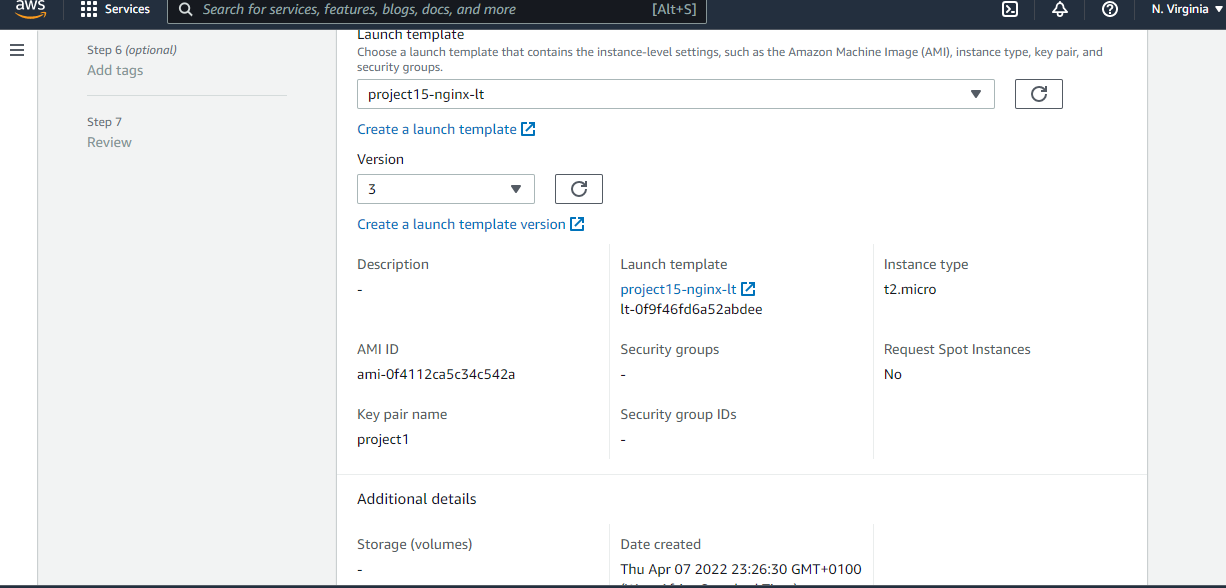 aws
Services
Search for services, features, blogs, docs, and more
[Alt+S]
N. Virginia
Step 6 (optional)
Add tags
Step 7
Review
Launch template
Choose a launch template that contains the instance-level settings, such as the Amazon Machine Image (AMI), instance type, key pair, and
security groups.
project15-nginx-lt
Create a launch template
Version
3
Create a launch template version
Description
-
Launch template
project15-nginx-lt
lt-0f9f46fd6a52abdee
Instance type
t2.micro
AMI ID
ami-0f4112ca5c34c542a
Security groups
-
Request Spot Instances
No
Key pair name
project1
Security group IDs
-
Additional details
Storage (volumes)
-
Date created
Thu Apr 07 2022 23:26:30 GMT+0100